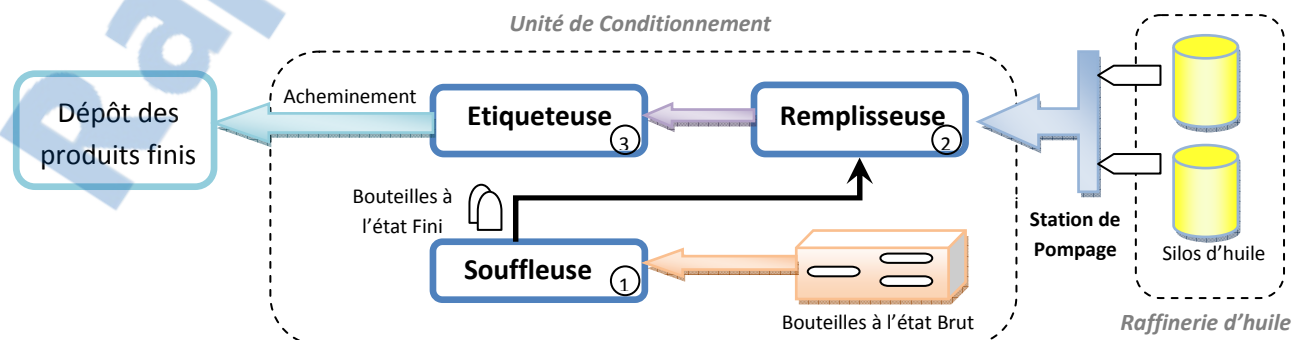 Unité de Conditionnement
Dépôt des
produits finis
Acheminement
Etiqueteuse
3
Remplisseuse
2
Bouteilles à
l'état Fini
Souffleuse
1
Bouteilles à l'état Brut
Station de
Pompage
Silos d'huile
Raffinerie d'huile